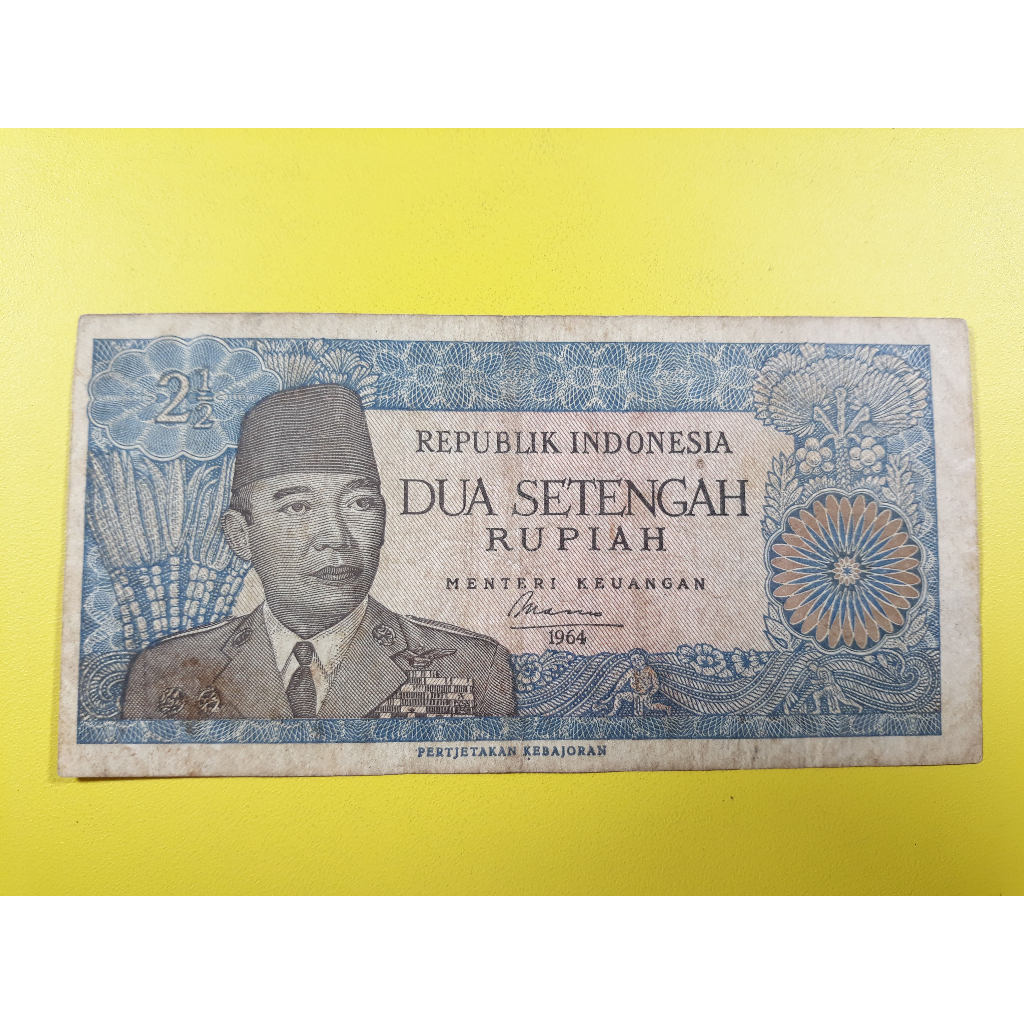 2½
REPUBLIK INDONESIA
DUA SETENGAH
RUPIAH
MENTERI KEUANGAN
1964
PERTJETAKAN KEBAJORAN